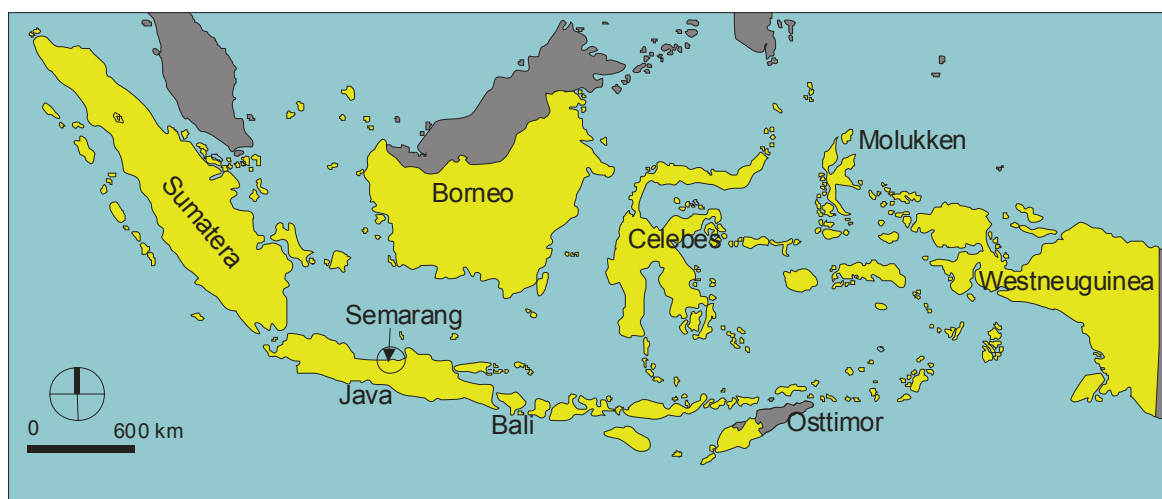 Molukken
Borneo
Sumatera
Celebes
Westneuguinea
Semarang
Java
Bali
Osttimor
0 600 km